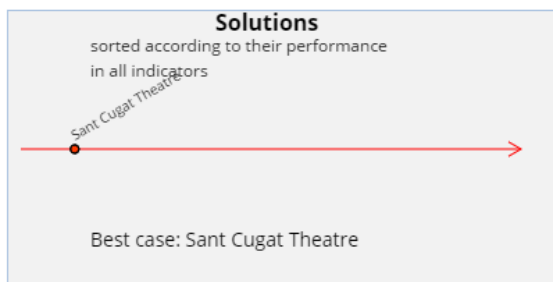 Solutions
sorted according to their performance
in all indicators
Sant Cugat Theatre
Best case: Sant Cugat Theatre